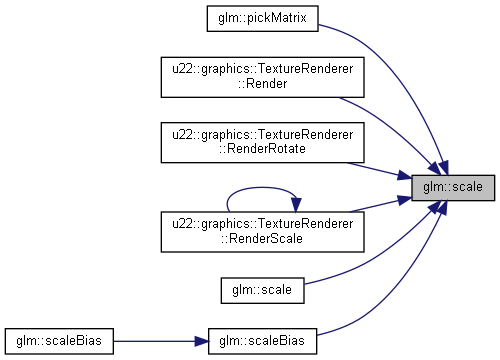 glm::pickMatrix
u22::graphics::TextureRenderer
::Render
u22::graphics::TextureRenderer
::RenderRotate
glm::scale
u22::graphics::TextureRenderer
::RenderScale
glm::scale
glm::scaleBias
glm::scaleBias